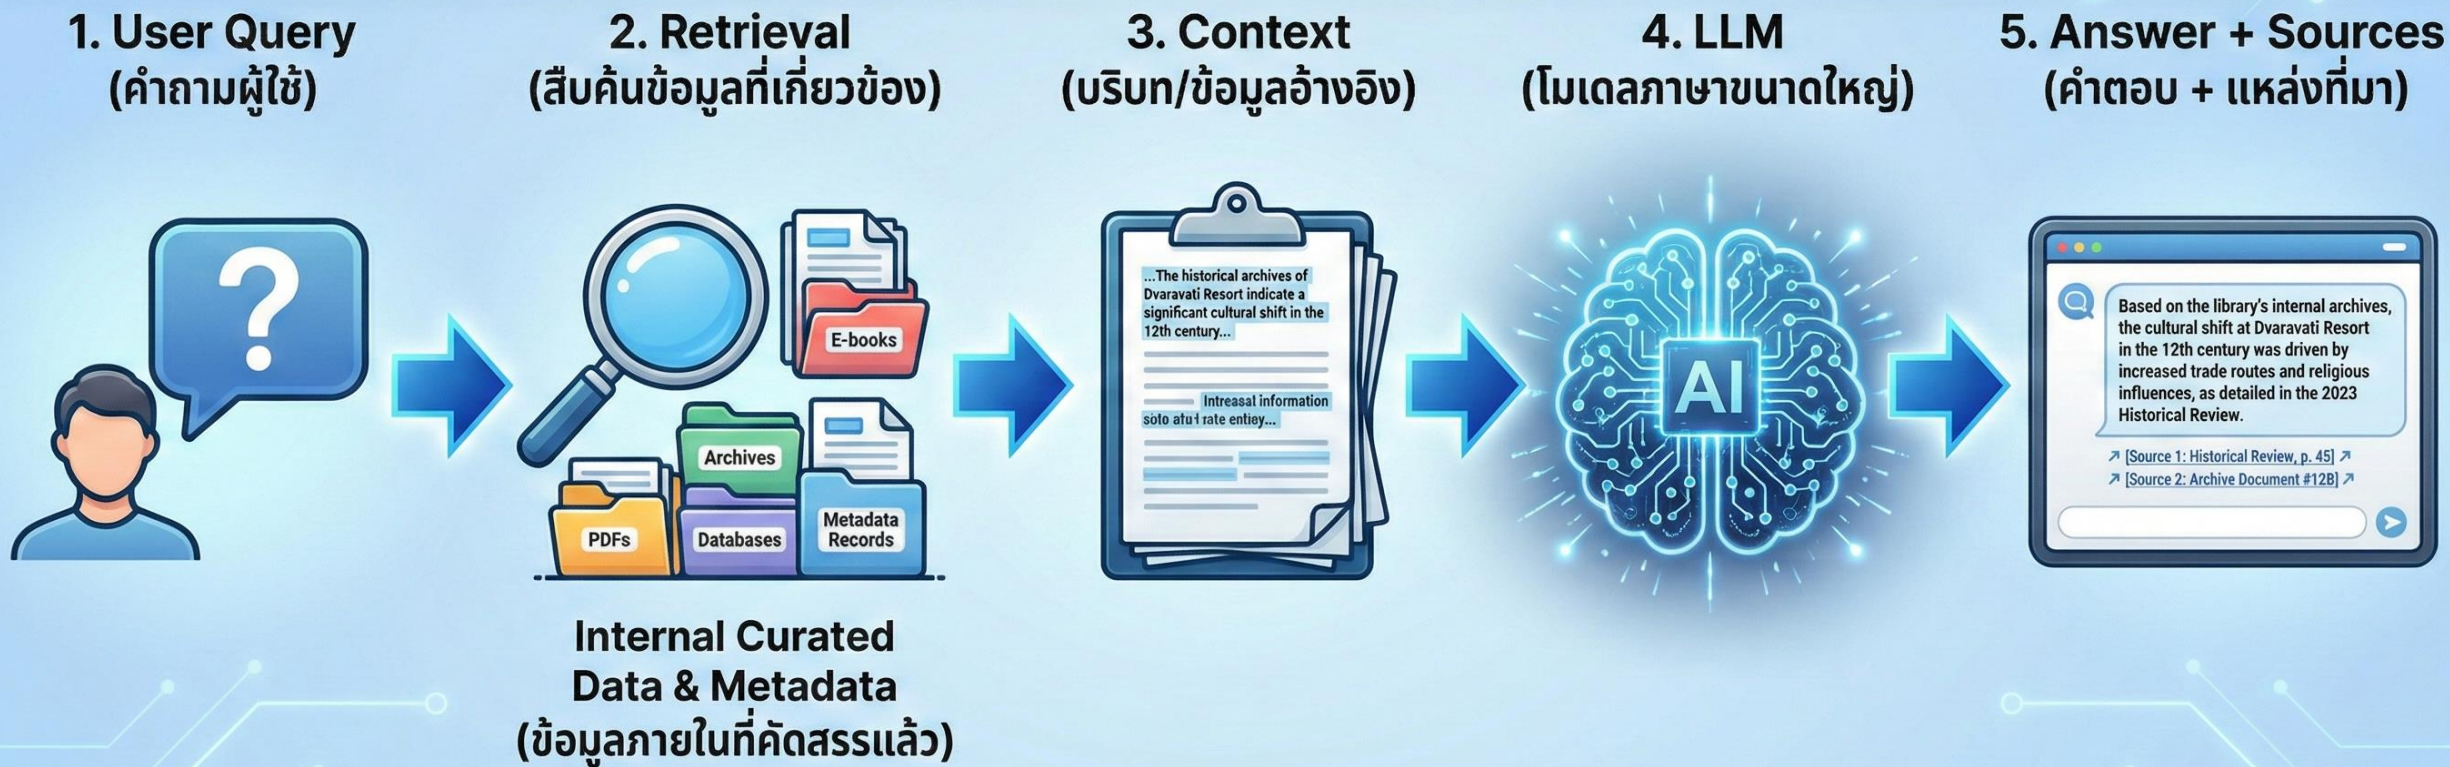 1. User Query
(คำถามผู้ใช้)
2. Retrieval
(สืบค้นข้อมูลที่เกี่ยวข้อง)
E-books
Archives
PDFs
Databases
Metadata
Records
Internal Curated
Data & Metadata
(ข้อมูลภายในที่คัดสรรแล้ว)
3. Context
(บริบท/ข้อมูลอ้างอิง)
...The historical archives of
Dvaravati Resort indicate a
significant cultural shift in the
12th century...
Intreasat information
soto atut rate entiey...
4. LLM
(โมเดลภาษาขนาดใหญ่)
AI
5. Answer + Sources
(คำตอบ + แหล่งที่มา)
Based on the library's internal archives,
the cultural shift at Dvaravati Resort
in the 12th century was driven by
increased trade routes and religious
influences, as detailed in the 2023
Historical Review.
[Source 1: Historical Review, p. 45]
[Source 2: Archive Document #12B]